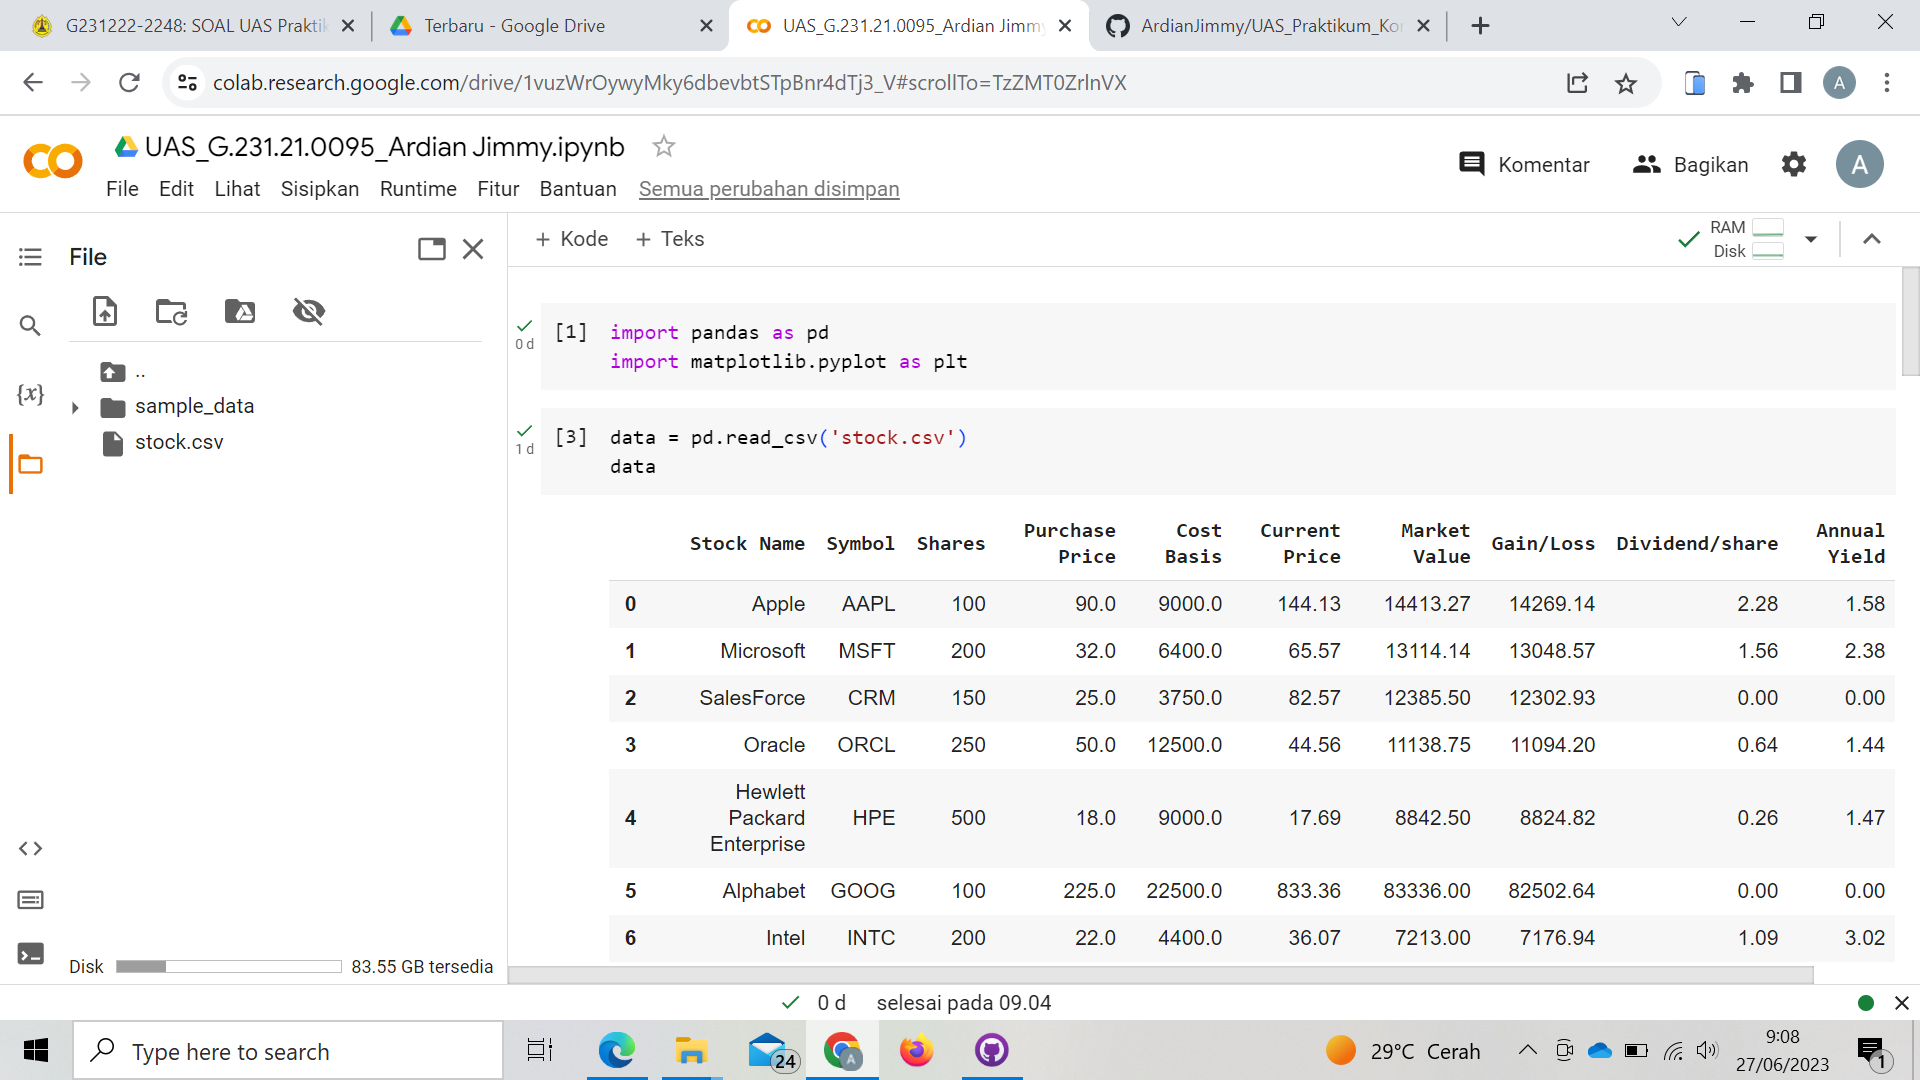 G231222-2248: SOAL UAS Praktik
Terbaru - Google Drive
UAS_G.231.21.0095_Ardian Jimmy
ArdianJimmy/UAS_Praktikum_Kor
colab.research.google.com/drive/1vuzWrOywyMky6dbevbtSTpBnr4dTj3_V#scrollTo=TzZMT0ZrlnVX
A
UAS_G.231.21.0095_Ardian Jimmy.ipynb
File Edit Lihat Sisipkan Runtime Fitur Bantuan Semua perubahan disimpan
Komentar
Bagikan
A
File
+ Kode + Teks
RAM
Disk
{x}
..
sample_data
stock.csv
0 d
[1] import pandas as pd
import matplotlib.pyplot as plt
1 d
[3] data = pd.read_csv('stock.csv')
data
Stock Name Symbol Shares Purchase Price Cost Basis Current Price Market Value Gain/Loss Dividend/share Annual Yield
0 Apple AAPL 100 90.0 9000.0 144.13 14413.27 14269.14 2.28 1.58
1 Microsoft MSFT 200 32.0 6400.0 65.57 13114.14 13048.57 1.56 2.38
2 SalesForce CRM 150 25.0 3750.0 82.57 12385.50 12302.93 0.00 0.00
3 Oracle ORCL 250 50.0 12500.0 44.56 11138.75 11094.20 0.64 1.44
4 Hewlett Packard Enterprise HPE 500 18.0 9000.0 17.69 8842.50 8824.82 0.26 1.47
5 Alphabet GOOG 100 225.0 22500.0 833.36 83336.00 82502.64 0.00 0.00
6 Intel INTC 200 22.0 4400.0 36.07 7213.00 7176.94 1.09 3.02
Disk 83.55 GB tersedia
0 d selesai pada 09.04
Type here to search
24
A
29°C Cerah
9:08
27/06/2023
1